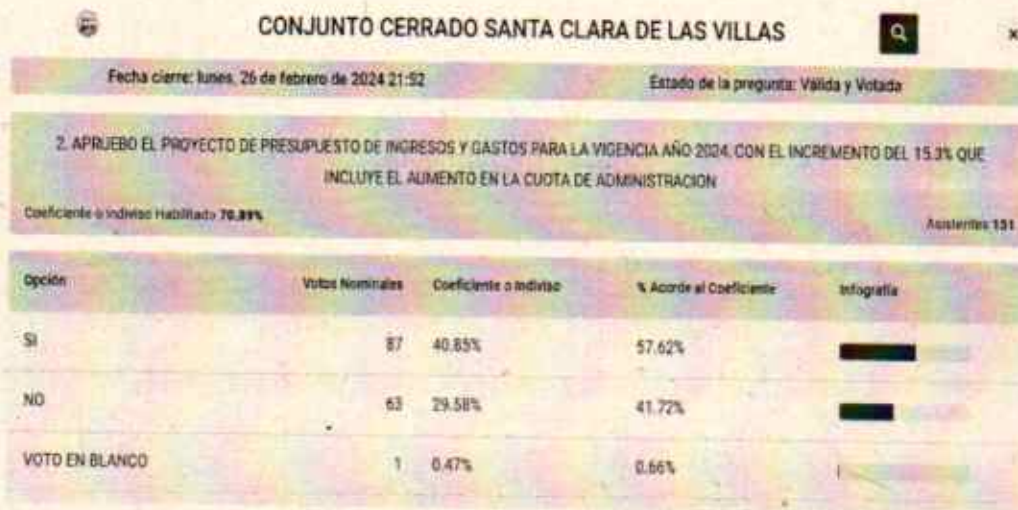 CONJUNTO CERRADO SANTA CLARA DE LAS VILLAS
x
Fecha cierre: lunes, 26 de febrero de 2024 21:52 Estado de la pregunta: Válida y Votada
2. APRUEBO EL PROYECTO DE PRESUPUESTO DE INGRESOS Y GASTOS PARA LA VIGENCIA AÑO 2024, CON EL INCREMENTO DEL 15.3% QUE
INCLUYE EL AUMENTO EN LA CUOTA DE ADMINISTRACION
Coeficiente o indiviso Habilitado 70.89% Asistentes 151
Opción Votos Nominales Coeficiente o Indiviso % Acorde al Coeficiente Infografía
SI 87 40.85% 57.62%
NO 63 29.58% 41.72%
VOTO EN BLANCO 1 0.47% 0.66%